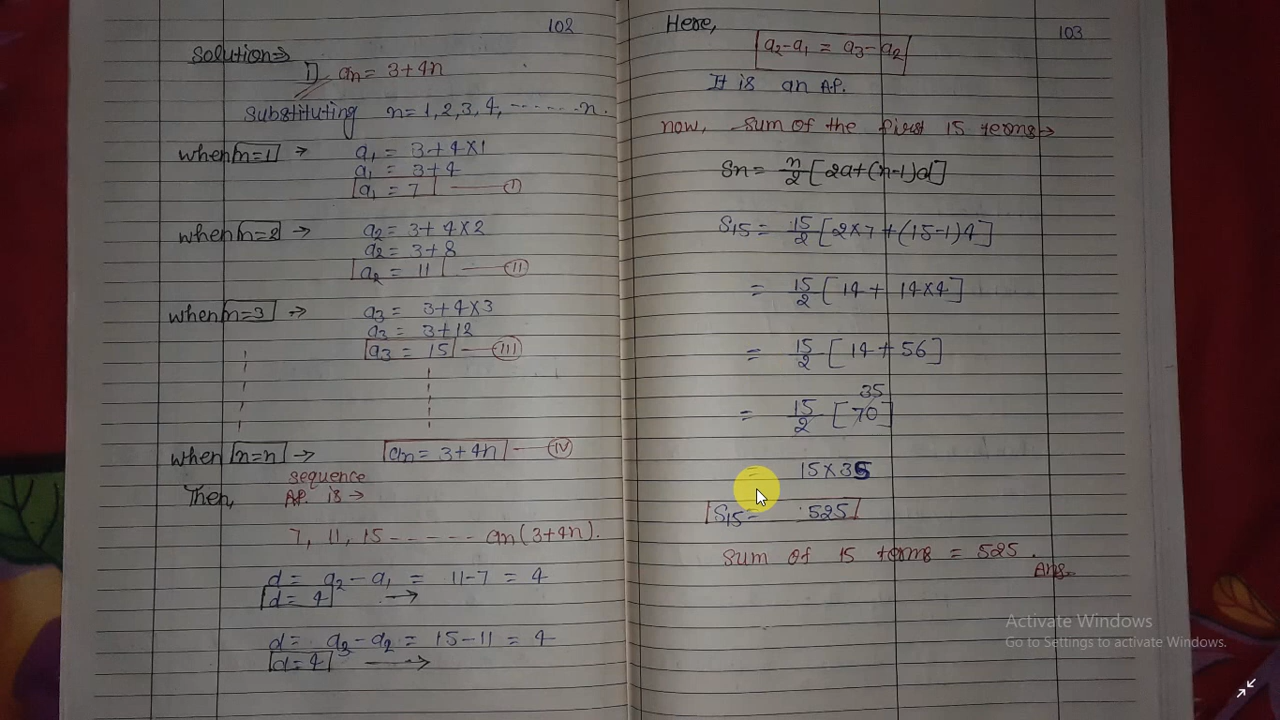 102
Solution⇒
I) an = 3+4n
Substituting n = 1, 2, 3, 4, ------- n.
when n=1 → a1 = 3+4×1
a1 = 3+4
a1 = 7 — I
when n=2 → a2 = 3+4×2
a2 = 3+8
a2 = 11 — II
when n=3 → a3 = 3+4×3
a3 = 3+12
a3 = 15 — III
when n=n → an = 3+4n — IV
sequence
Then, AP. is →
7, 11, 15 ------ an(3+4n).
d = a2-a1 = 11-7 = 4
d = 4 →
d = a3-a2 = 15-11 = 4
d=4 →
Here,
103
a2-a1 = a3-a2
It is an A.P.
now, Sum of the first 15 terms→
Sn = n/2 [2a+(n-1)d]
S15 = 15/2 [2×7+(15-1)4]
= 15/2 [14+ 14×4]
= 15/2 [14+56]
35
= 15/2 [70]
= 15×35
S15 = 525
Sum of 15 terms = 525.
Ans.
Activate Windows
Go to Settings to activate Windows.